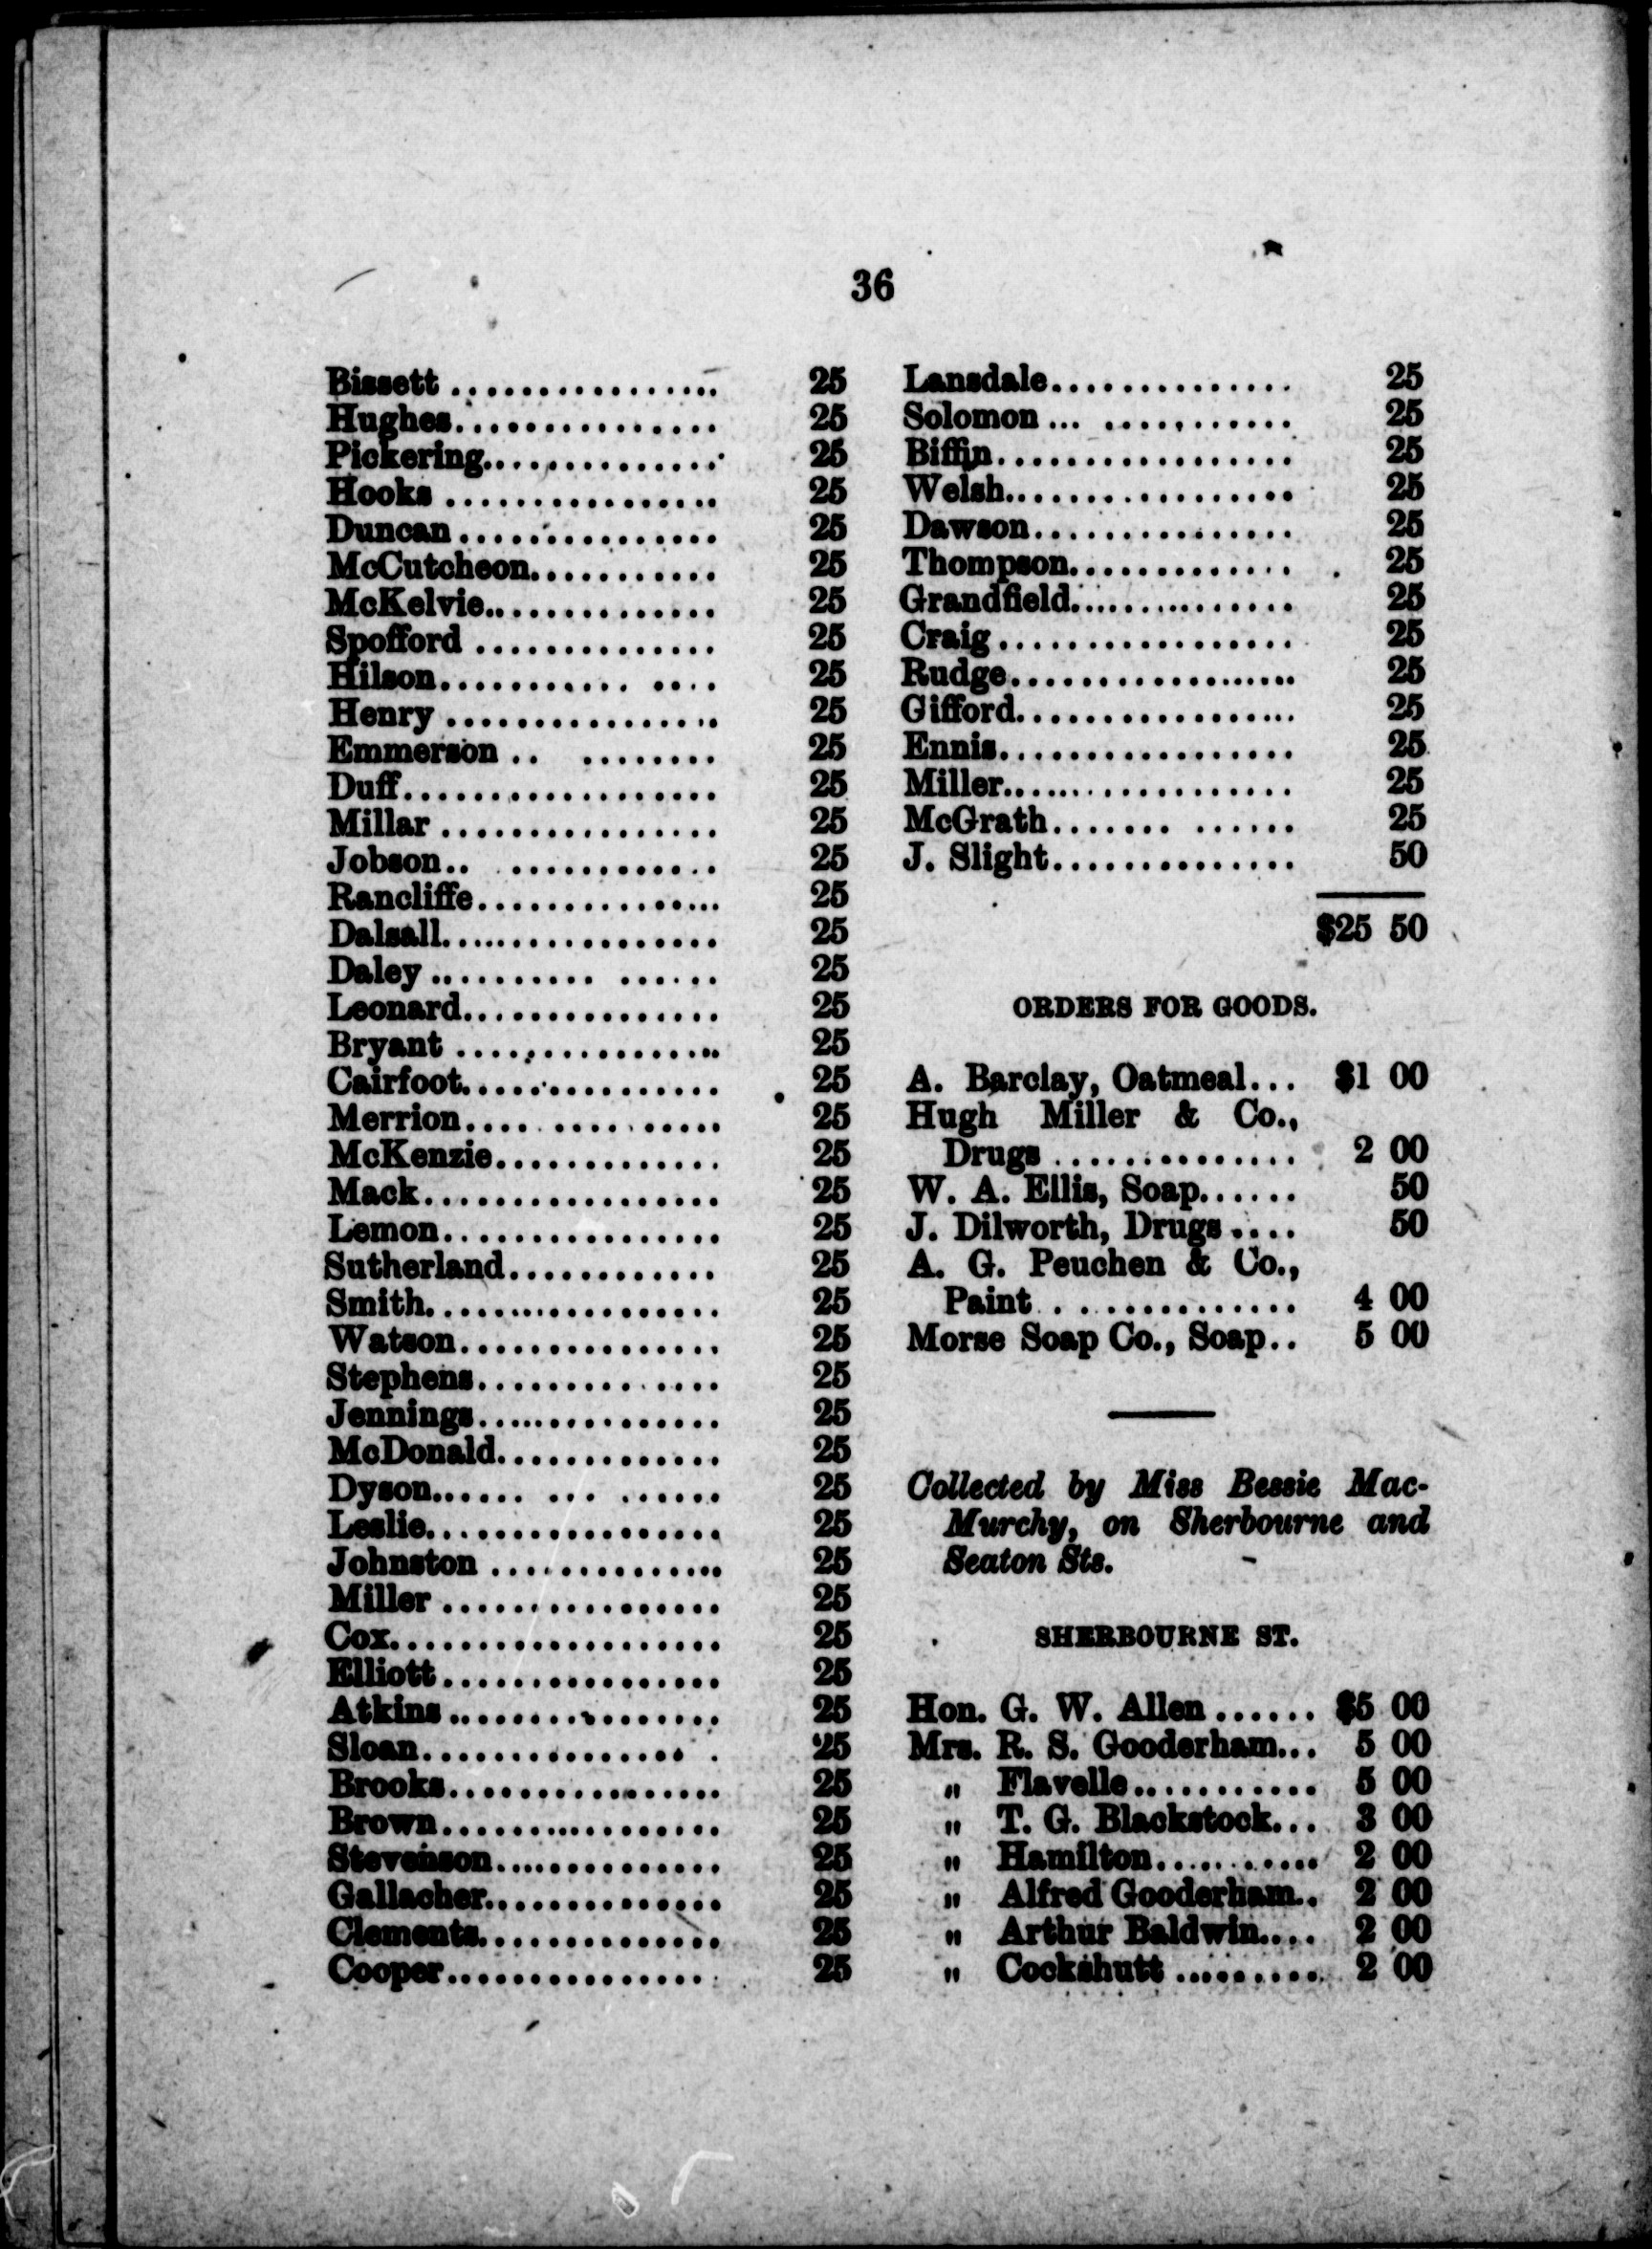 36
Bissett ................ 25
Hughes............... 25
Pickering.............. 25
Hooks ................ 25
Duncan............... 25
McCutcheon........... 25
McKelvie.............. 25
Spofford .............. 25
Hilson........... .... 25
Henry ................ 25
Emmerson .. ........ 25
Duff.................. 25
Millar ................ 25
Jobson.. ............ 25
Rancliffe............... 25
Dalsall................. 25
Daley .......... ...... 25
Leonard............... 25
Bryant ................ 25
Cairfoot............... 25
Merrion.... .......... 25
McKenzie............. 25
Mack................. 25
Lemon................ 25
Sutherland............ 25
Smith................. 25
Watson............... 25
Stephens.............. 25
Jennings............... 25
McDonald............. 25
Dyson...... ... ...... 25
Leslie................. 25
Johnston .............. 25
Miller ................ 25
Cox................... 25
Elliott................ 25
Atkins ................ 25
Sloan................ . 25
Brooks................ 25
Brown................ 25
Stevenson.............. 25
Gallacher.............. 25
Clements.............. 25
Cooper................ 25
Lansdale.............. 25
Solomon ... ........... 25
Biffin................. 25
Welsh................. 25
Dawson............... 25
Thompson............. 25
Grandfield............. 25
Craig................. 25
Rudge................. 25
Gifford................ 25
Ennis................. 25
Miller................. 25
McGrath....... ...... 25
J. Slight.............. 50
$25 50
ORDERS FOR GOODS.
A. Barclay, Oatmeal... $1 00
Hugh Miller & Co.,
Drugs .............. 2 00
W. A. Ellis, Soap...... 50
J. Dilworth, Drugs .... 50
A. G. Peuchen & Co.,
Paint .............. 4 00
Morse Soap Co., Soap.. 5 00
Collected by Miss Bessie Mac-
Murchy, on Sherbourne and
Seaton Sts.
SHERBOURNE ST.
Hon. G. W. Allen ...... $5 00
Mrs. R. S. Gooderham... 5 00
" Flavelle........... 5 00
" T. G. Blackstock... 3 00
" Hamilton........... 2 00
" Alfred Gooderham.. 2 00
" Arthur Baldwin.... 2 00
" Cockshutt .......... 2 00